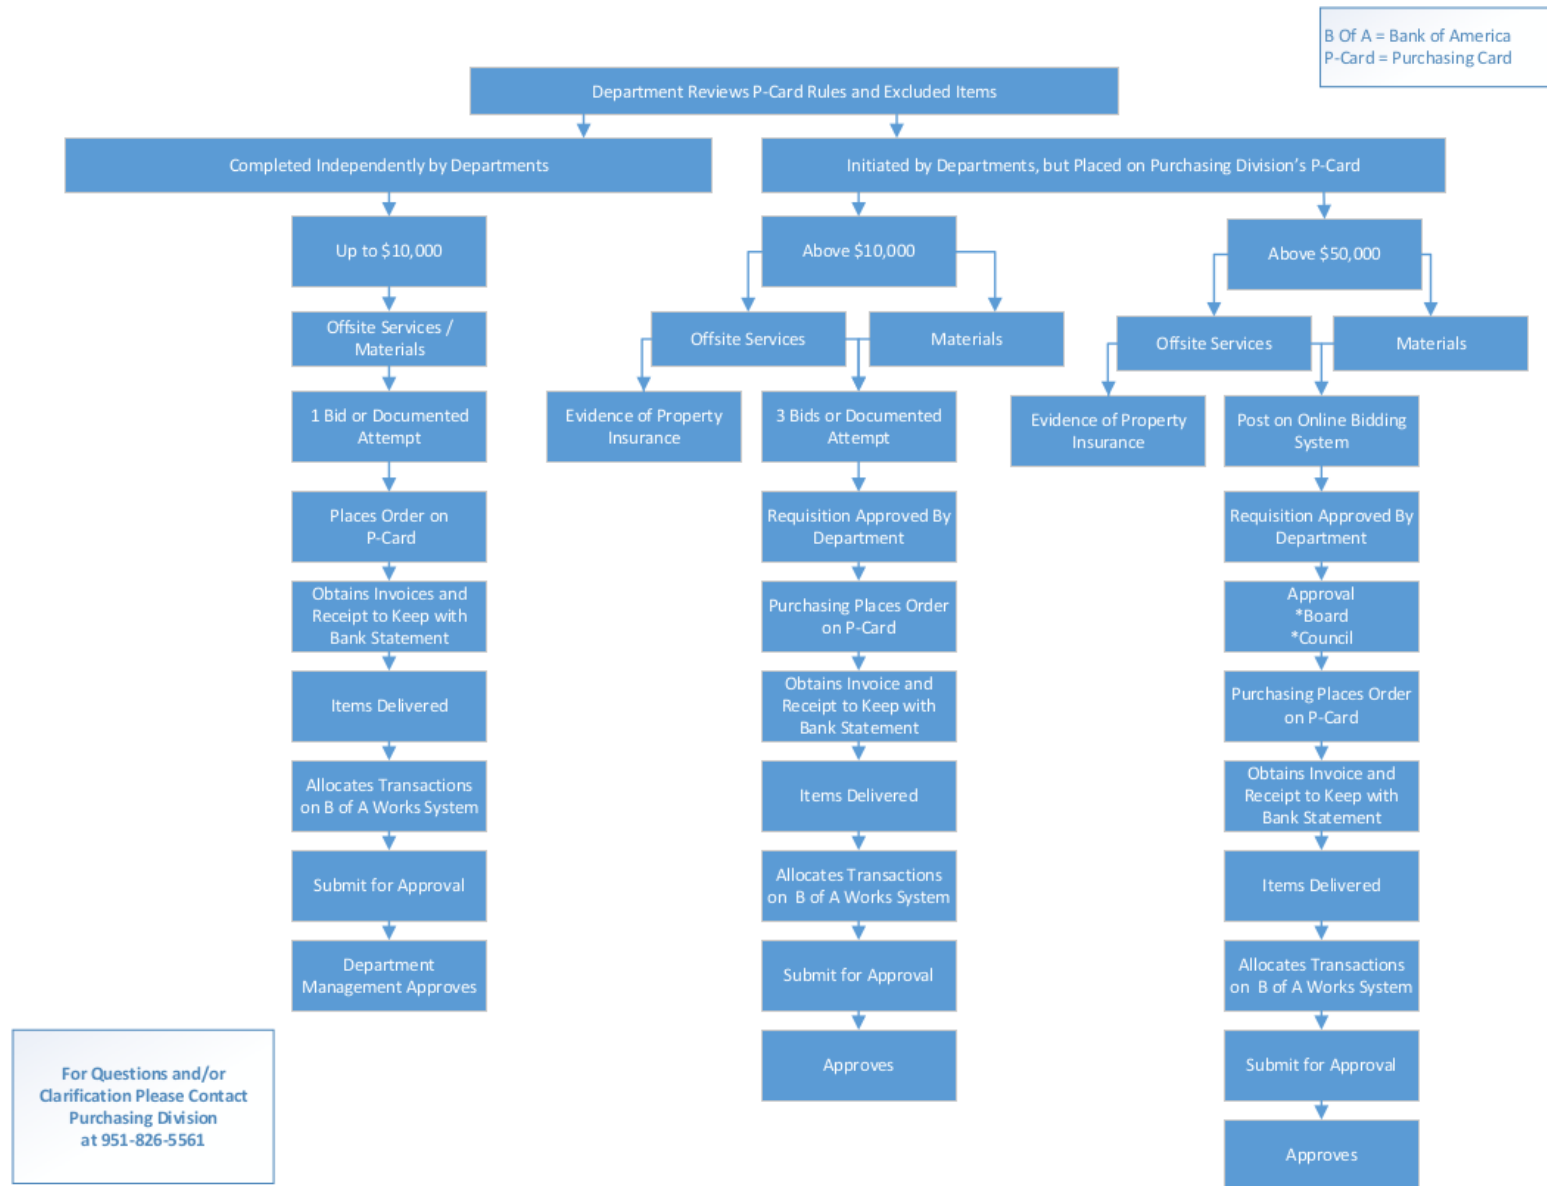 B Of A = Bank of America
P-Card = Purchasing Card
Department Reviews P-Card Rules and Excluded Items
Completed Independently by Departments
Initiated by Departments, but Placed on Purchasing Division's P-Card
Up to $10,000
Offsite Services /
Materials
1 Bid or Documented
Attempt
Places Order on
P-Card
Obtains Invoices and
Receipt to Keep with
Bank Statement
Items Delivered
Allocates Transactions
on B of A Works System
Submit for Approval
Department
Management Approves
Above $10,000
Offsite Services
Materials
Evidence of Property
Insurance
3 Bids or Documented
Attempt
Requisition Approved By
Department
Purchasing Places Order
on P-Card
Obtains Invoice and
Receipt to Keep with
Bank Statement
Items Delivered
Allocates Transactions
on B of A Works System
Submit for Approval
Approves
Above $50,000
Offsite Services
Materials
Evidence of Property
Insurance
Post on Online Bidding
System
Requisition Approved By
Department
Approval
*Board
*Council
Purchasing Places Order
on P-Card
Obtains Invoice and
Receipt to Keep with
Bank Statement
Items Delivered
Allocates Transactions
on B of A Works System
Submit for Approval
Approves
For Questions and/or
Clarification Please Contact
Purchasing Division
at 951-826-5561